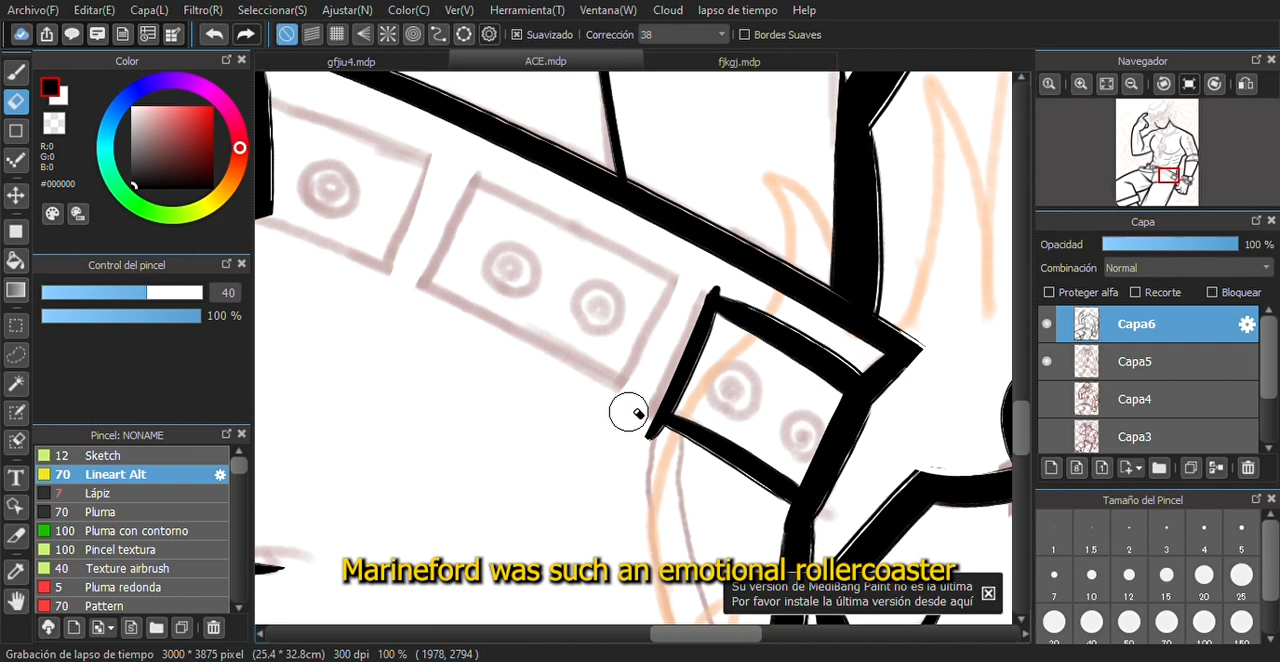 Archivo(F) Editar(E) Capa(L) Filtro(R) Seleccionar(S) Ajustar(N) Color(C) Ver(V) Herramienta(T) Ventana(W) Cloud lapso de tiempo Help
Suavizado Corrección 38 Bordes Suaves
Color
gfjiu4.mdp ACE.mdp fjkgj.mdp
Navegador
R:0
G:0
B:0
#000000
Capa
Opacidad 100 %
Control del pincel
Combinación Normal
40
Proteger alfa Recorte Bloquear
100 %
Capa6
Capa5
Capa4
Capa3
Pincel: NONAME
12 Sketch
70 Lineart Alt
7 Lápiz
70 Pluma
100 Pluma con contorno
100 Pincel textura
40 Texture airbrush
5 Pluma redonda
70 Pattern
Tamaño del Pincel
1 1.5 2 3 4 5
7 10 12 15 20 25
Marineford was such an emotional rollercoaster
Su versión de MediBang Paint no es la última
Por favor instale la última versión desde aquí
Grabación de lapso de tiempo 3000 * 3875 pixel (25.4 * 32.8cm) 300 dpi 100 % ( 1978, 2794 )